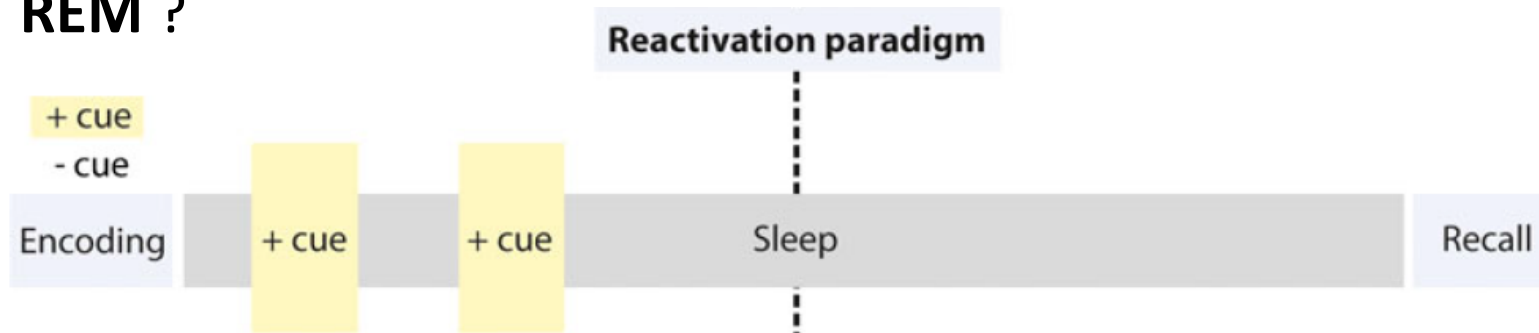 REM ?
Reactivation paradigm
+ cue
- cue
Encoding
+ cue
+ cue
Sleep
Recall